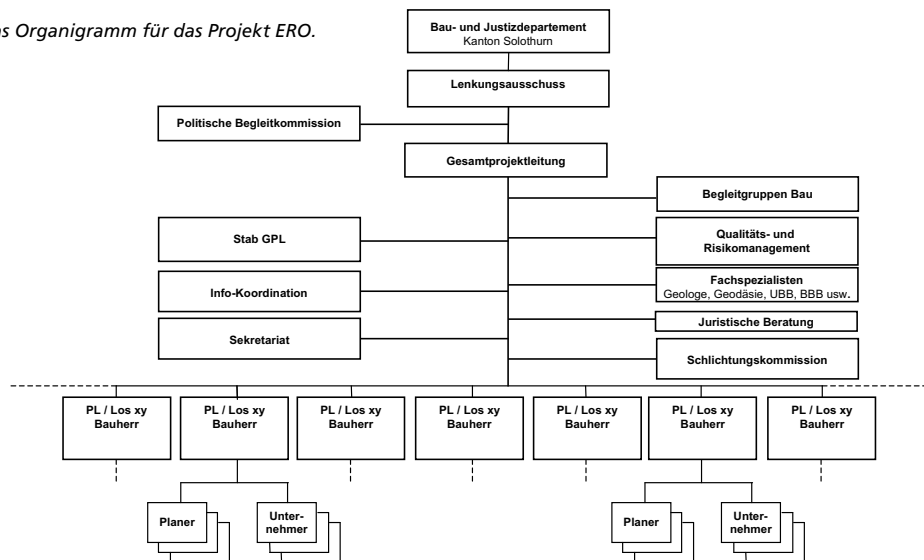 s Organigramm für das Projekt ERO.
Bau- und Justizdepartement
Kanton Solothurn
Lenkungsausschuss
Politische Begleitkommission
Gesamtprojektleitung
Begleitgruppen Bau
Stab GPL
Qualitäts- und
Risikomanagement
Info-Koordination
Fachspezialisten
Geologe, Geodäsie, UBB, BBB usw.
Juristische Beratung
Sekretariat
Schlichtungskommission
PL / Los xy
Bauherr
PL / Los xy
Bauherr
PL / Los xy
Bauherr
PL / Los xy
Bauherr
PL / Los xy
Bauherr
PL / Los xy
Bauherr
PL / Los xy
Bauherr
Planer
Unter-
nehmer
Planer
Unter-
nehmer